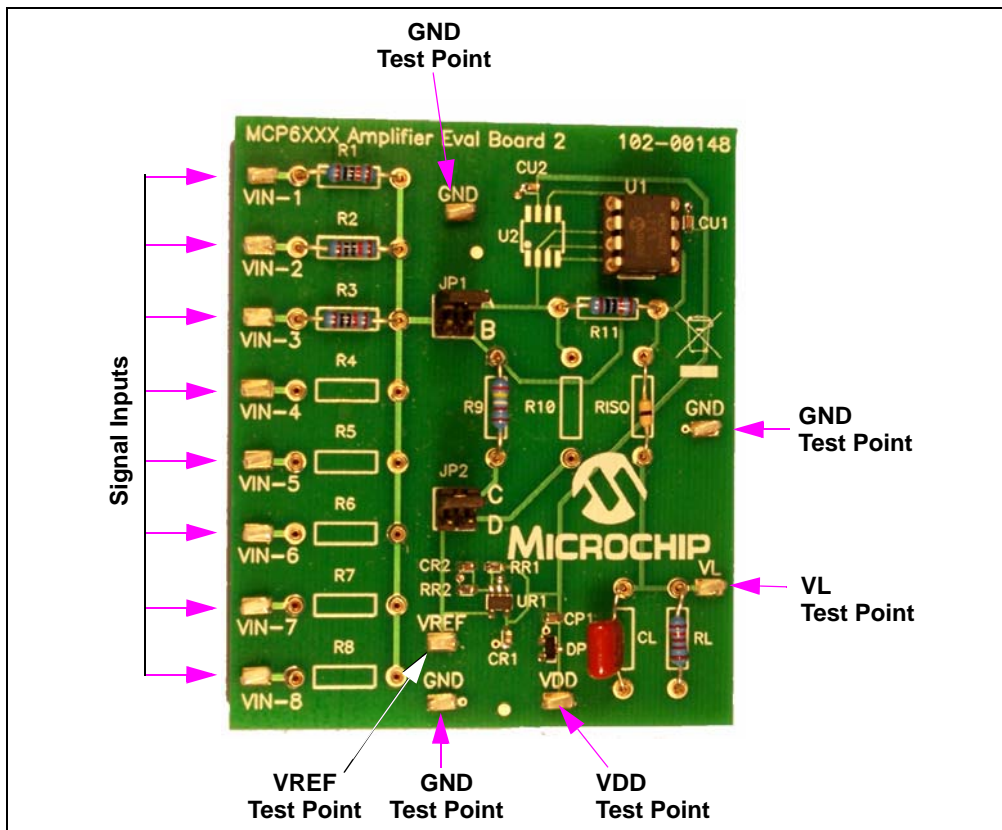 GND
Test Point
MCP6XXX Amplifier Eval Board 2 102-00148
R1
VIN-1
R2
VIN-2
R3
VIN-3
R4
VIN-4
R5
VIN-5
R6
VIN-6
R7
VIN-7
R8
VIN-8
Signal Inputs
GND
CU2
U1
CU1
U2
JP1
B
R11
R9
R10
RISO
GND
GND
Test Point
JP2
C
D
MICROCHIP
CR2
RR1
RR2
UR1
VREF
CR1
CP1
DP
CL
RL
VL
VL
Test Point
GND
VDD
VREF
Test Point
GND
Test Point
VDD
Test Point